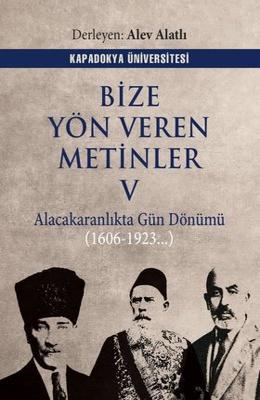 Derleyen: Alev Alatlı
KAPADOKYA ÜNİVERSİTESİ
BİZE
YÖN VEREN
METİNLER
V
Alacakaranlıkta Gün Dönümü
(1606-1923...)